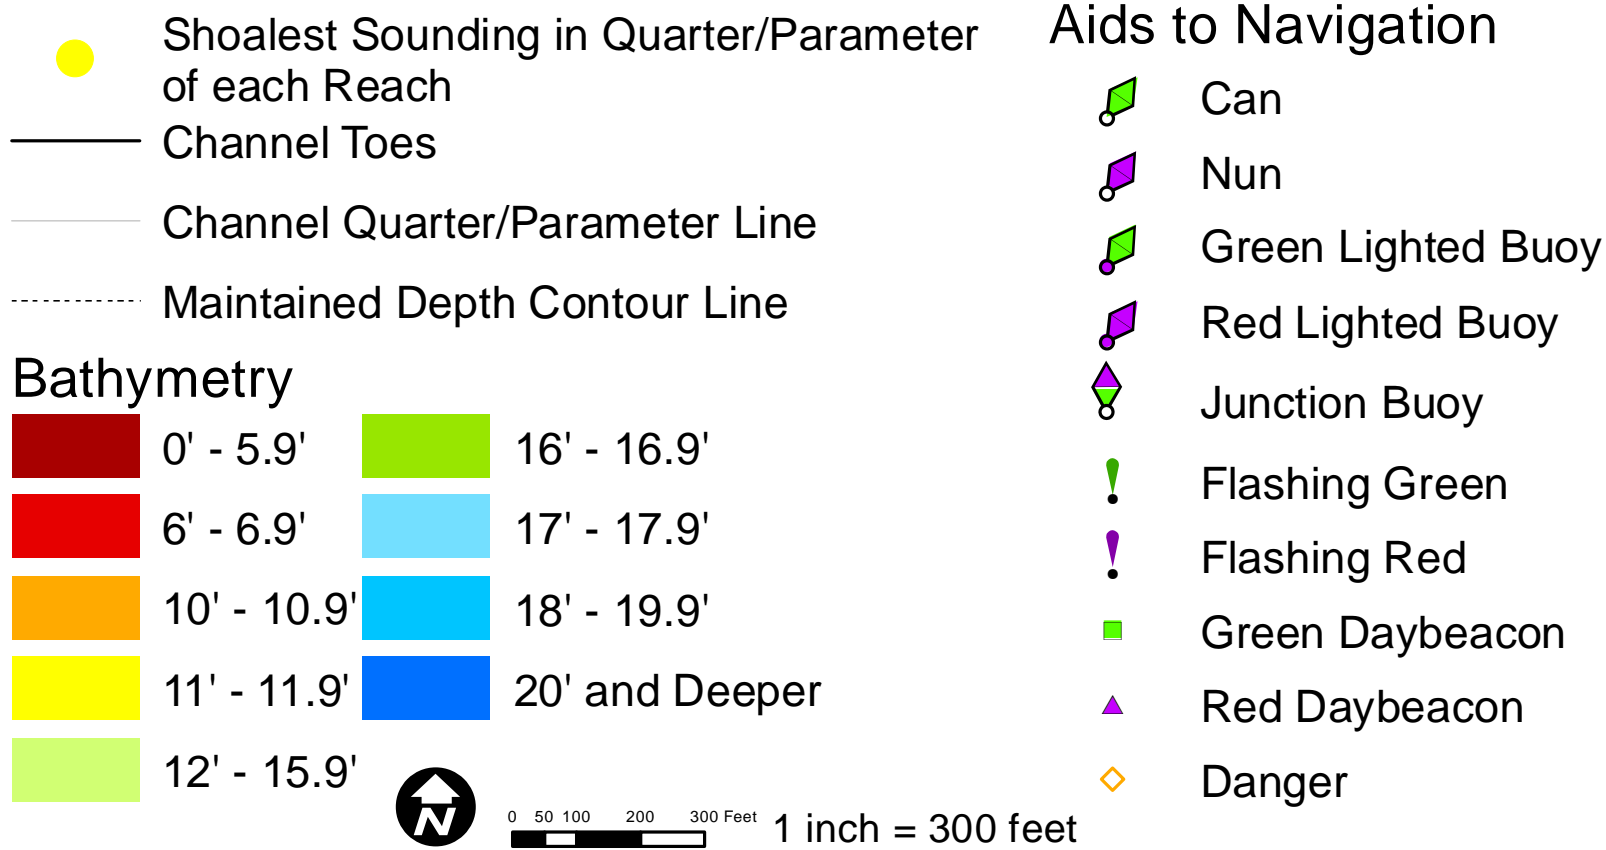 Shoalest Sounding in Quarter/Parameter
of each Reach
Channel Toes
Channel Quarter/Parameter Line
Maintained Depth Contour Line
Bathymetry
0' - 5.9'
6' - 6.9'
10' - 10.9'
11' - 11.9'
12' - 15.9'
16' - 16.9'
17' - 17.9'
18' - 19.9'
20' and Deeper
N
0 50 100 200 300 Feet
1 inch = 300 feet
Aids to Navigation
Can
Nun
Green Lighted Buoy
Red Lighted Buoy
Junction Buoy
Flashing Green
Flashing Red
Green Daybeacon
Red Daybeacon
Danger